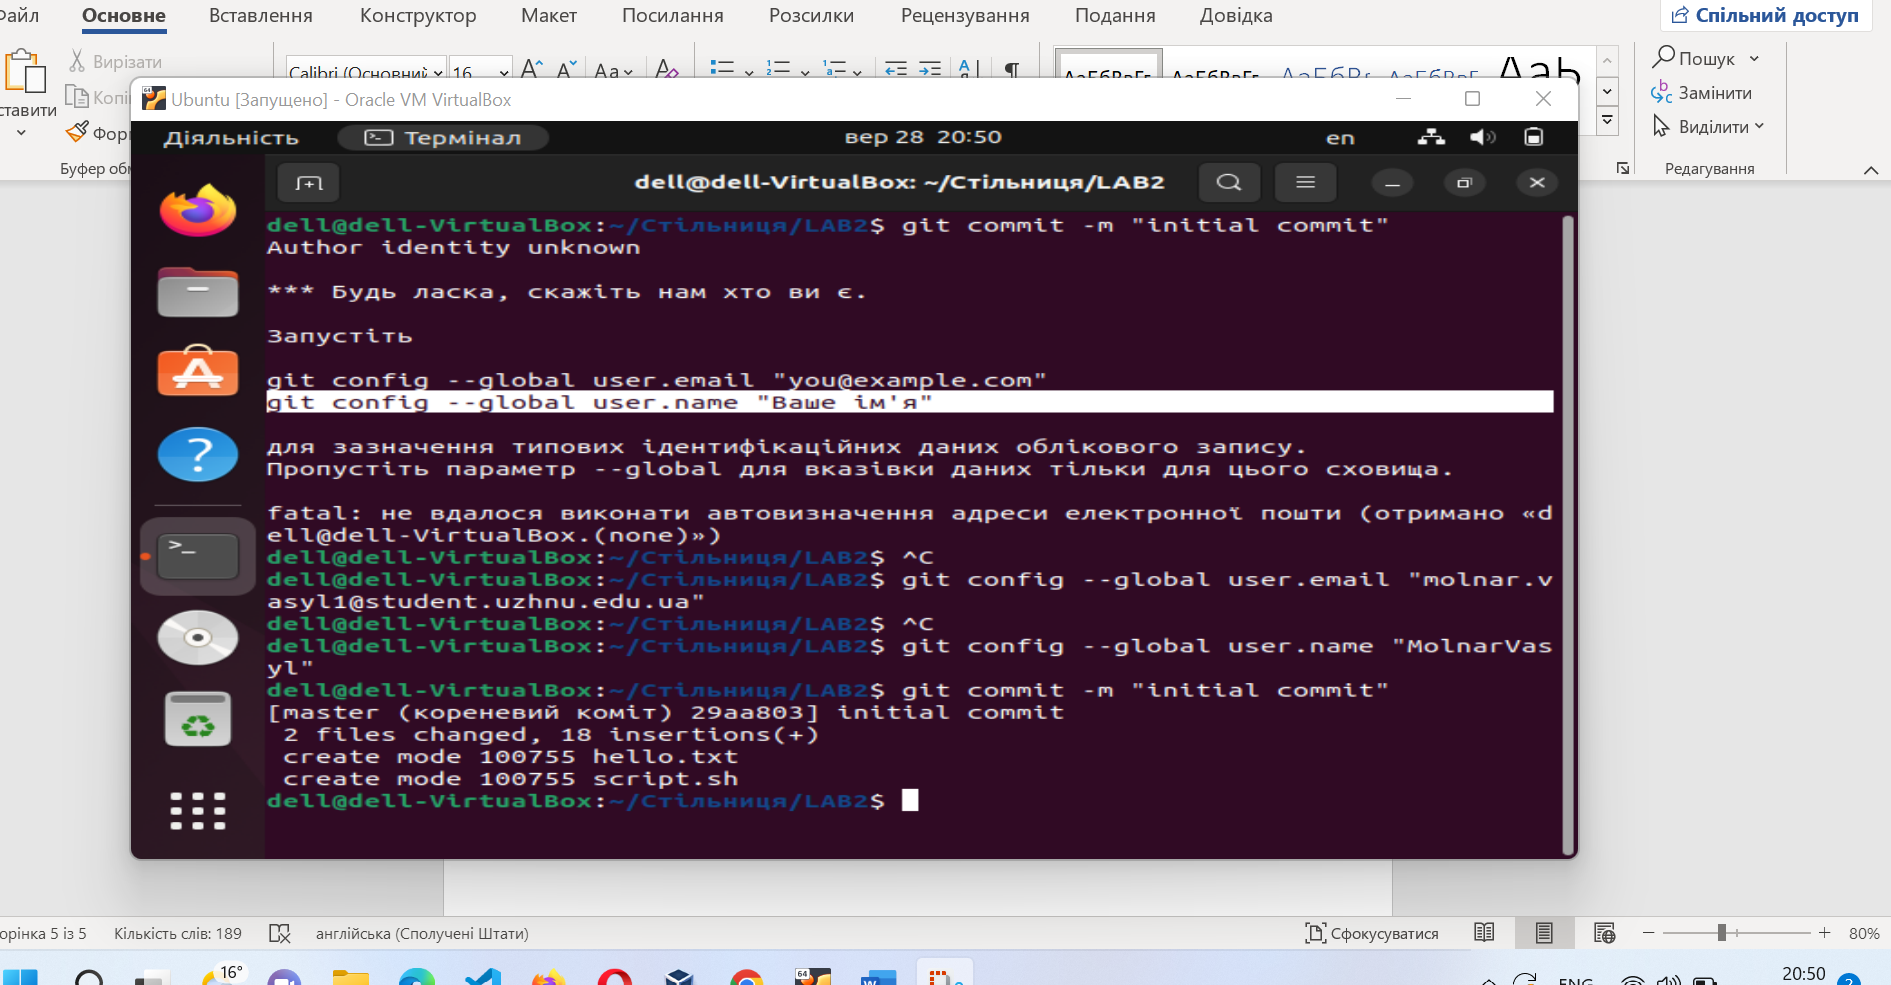 Файл Основне Вставлення Конструктор Макет Посилання Розсилки Рецензування Подання Довідка Спільний доступ
Вирізати
Calibri (Основний 16
Пошук
Замінити
Виділити
Редагування
Ubuntu [Запущено] - Oracle VM VirtualBox
Діяльність Термінал вер 28 20:50 en
dell@dell-VirtualBox: ~/Стільниця/LAB2
dell@dell-VirtualBox:~/Стільниця/LAB2$ git commit -m "initial commit"
Author identity unknown
*** Будь ласка, скажіть нам хто ви є.
Запустіть
git config --global user.email "you@example.com"
git config --global user.name "Ваше ім'я"
для зазначення типових ідентифікаційних даних облікового запису.
Пропустіть параметр --global для вказівки даних тільки для цього сховища.
fatal: не вдалося виконати автовизначення адреси електронної пошти (отримано «d
ell@dell-VirtualBox.(none)»)
dell@dell-VirtualBox:~/Стільниця/LAB2$ ^C
dell@dell-VirtualBox:~/Стільниця/LAB2$ git config --global user.email "molnar.v
asyl1@student.uzhnu.edu.ua"
dell@dell-VirtualBox:~/Стільниця/LAB2$ ^C
dell@dell-VirtualBox:~/Стільниця/LAB2$ git config --global user.name "MolnarVas
yl"
dell@dell-VirtualBox:~/Стільниця/LAB2$ git commit -m "initial commit"
[master (кореневий коміт) 29aa803] initial commit
2 files changed, 18 insertions(+)
create mode 100755 hello.txt
create mode 100755 script.sh
dell@dell-VirtualBox:~/Стільниця/LAB2$
орінка 5 із 5 Кількість слів: 189 англійська (Сполучені Штати) Сфокусуватися 80%
16° 64 ENG 20:50 2